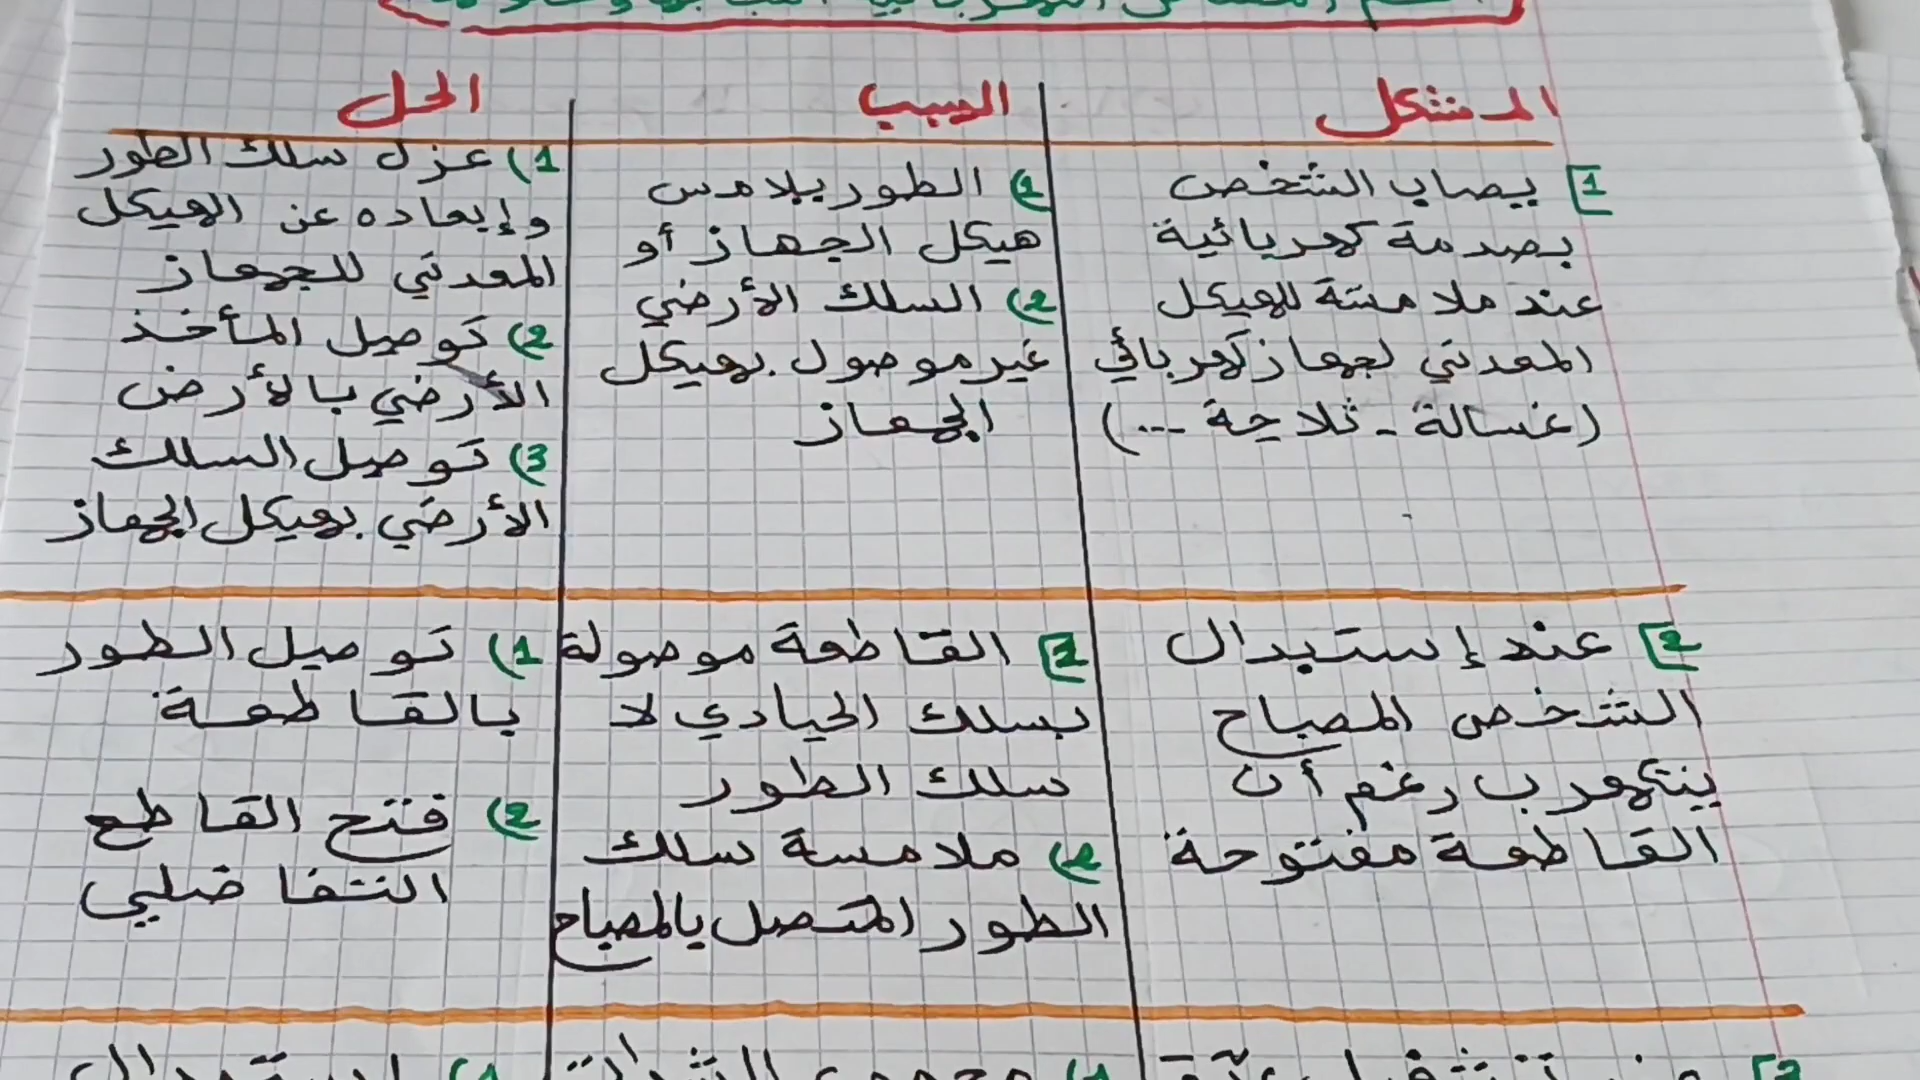 المشكل
السبب
الحل
1 يصاب الشخص
بصدمة كهربائية
عند ملامسة للهيكل
المعدني لجهاز كهربائي
(غسالة - ثلاجة ...)
1) الطور يلامس
هيكل الجهاز أو
2) السلك الأرضي
غير موصول بهيكل
الجهاز
1) عزل سلك الطور
وإبعاده عن الهيكل
المعدني للجهاز
2) توصيل المأخذ
الأرضي بالأرض
3) توصيل السلك
الأرضي بهيكل الجهاز
2 عند إستبدال
الشخص المصباح
يتكهرب رغم أن
القاطعة مفتوحة
1 القاطعة موصولة
بسلك الحيادي لا
سلك الطور
2) ملامسة سلك
الطور المتصل بالمصباح
1) توصيل الطور
بالقاطعة
2) فتح القاطع
التفاضلي